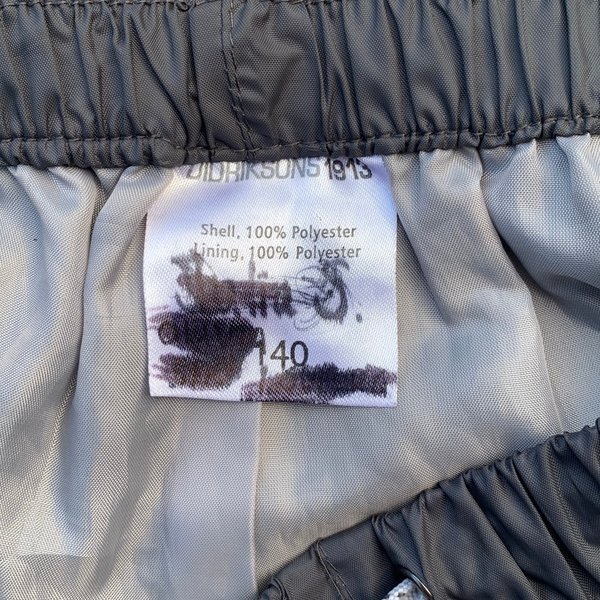 DIDRIKSONS 1913
Shell, 100% Polyester
Lining, 100% Polyester
140